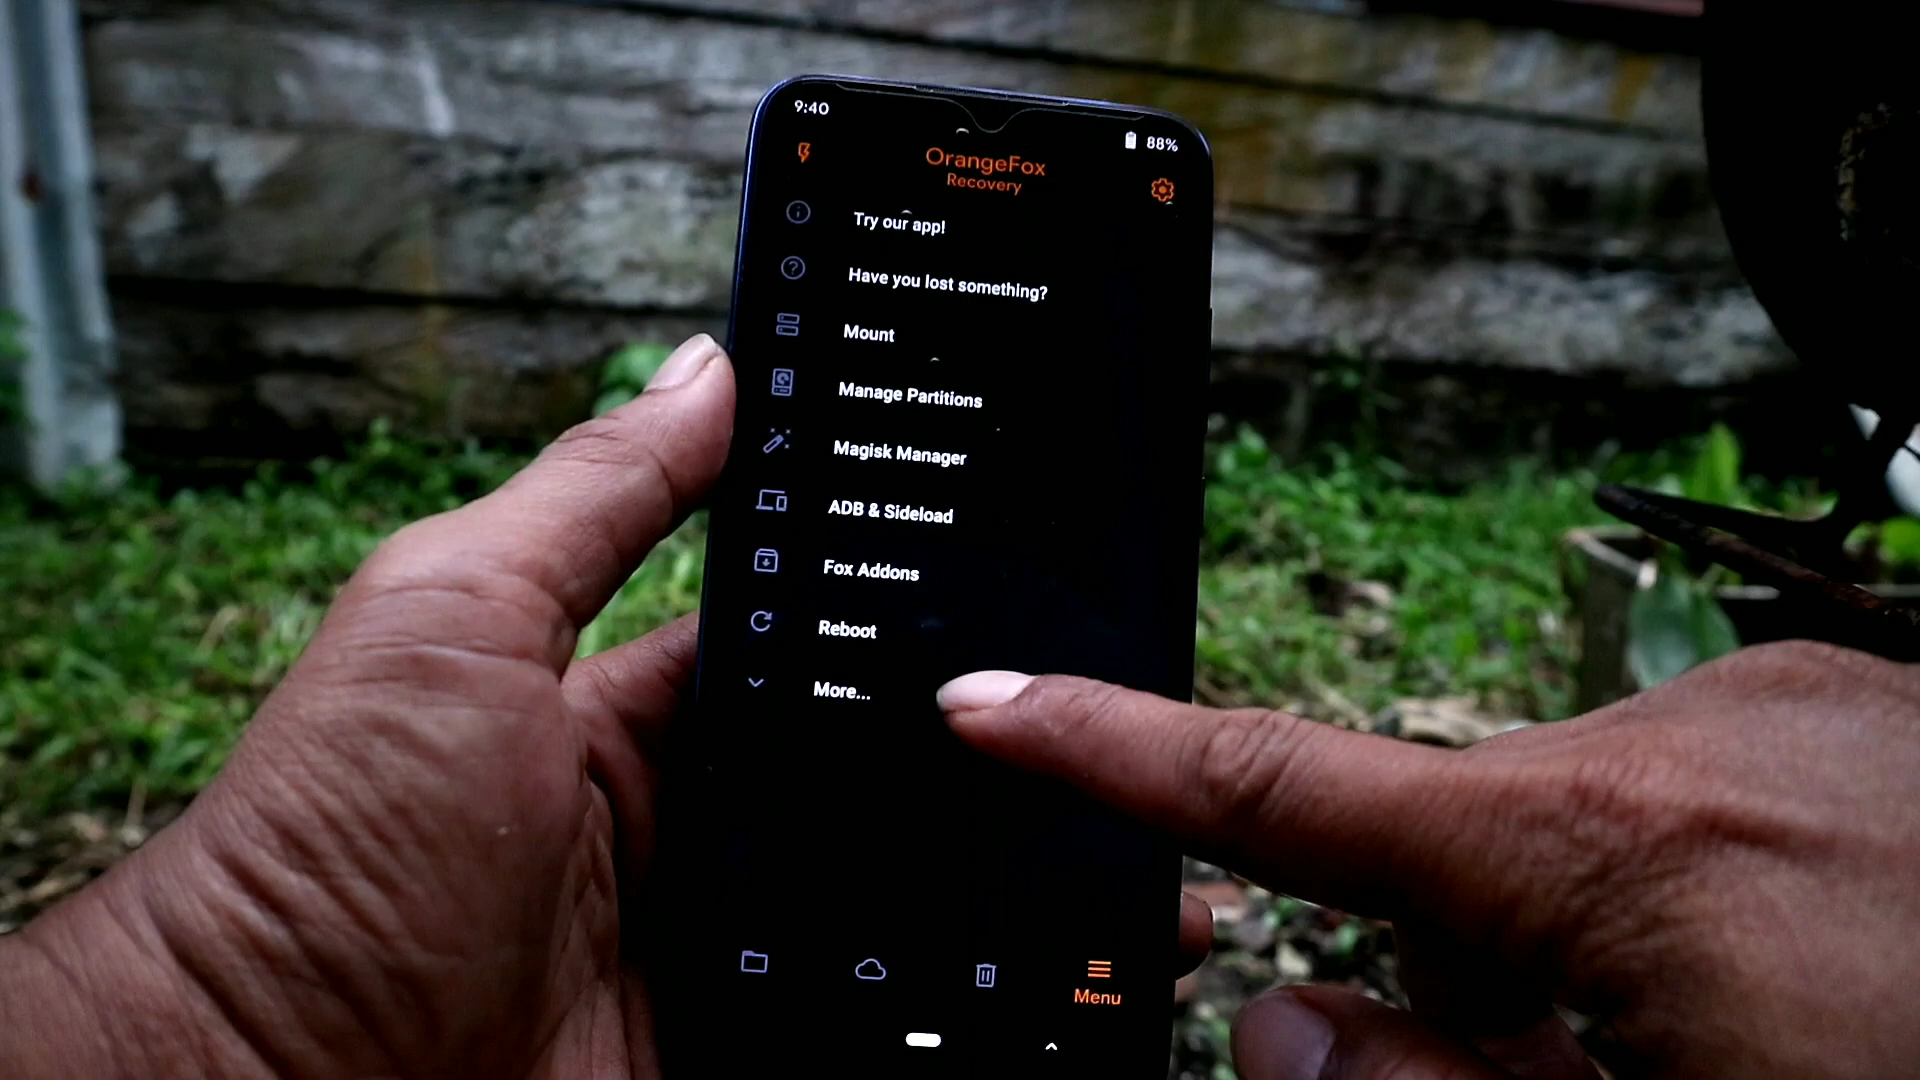 9:40
88%
OrangeFox
Recovery
Try our app!
Have you lost something?
Mount
Manage Partitions
Magisk Manager
ADB & Sideload
Fox Addons
Reboot
More...
Menu